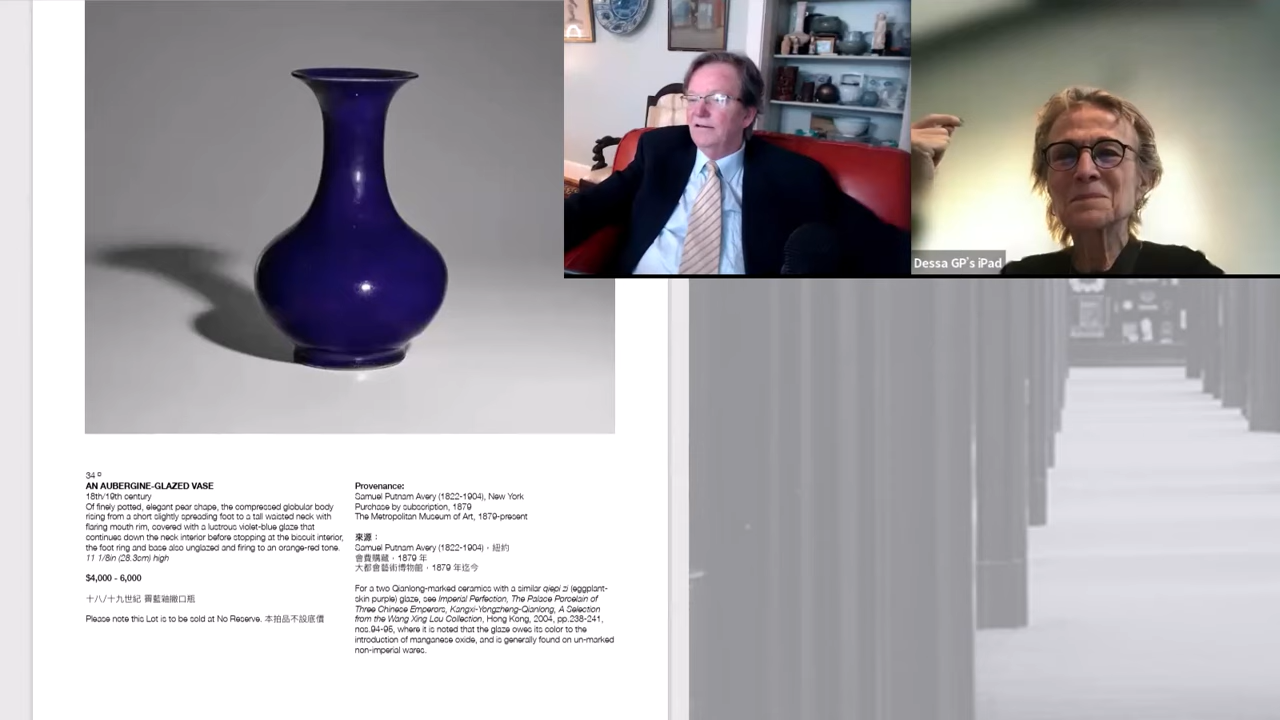 34 ¤
AN AUBERGINE-GLAZED VASE
18th/19th century
Of finely potted, elegant pear shape, the compressed globular body
rising from a short slightly spreading foot to a tall waisted neck with
flaring mouth rim, covered with a lustrous violet-blue glaze that
continues down the neck interior before stopping at the biscuit interior,
the foot ring and base also unglazed and firing to an orange-red tone.
11 1/8in (28.3cm) high
$4,000 - 6,000
十八/十九世紀 霽藍釉撇口瓶
Please note this Lot is to be sold at No Reserve. 本拍品不設底價
Provenance:
Samuel Putnam Avery (1822-1904), New York
Purchase by subscription, 1879
The Metropolitan Museum of Art, 1879-present
來源：
Samuel Putnam Avery (1822-1904)，紐約
會費購藏，1879 年
大都會藝術博物館，1879 年迄今
For a two Qianlong-marked ceramics with a similar qiepi zi (eggplant-
skin purple) glaze, see Imperial Perfection, The Palace Porcelain of
Three Chinese Emperors, Kangxi-Yongzheng-Qianlong, A Selection
from the Wang Xing Lou Collection, Hong Kong, 2004, pp.238-241,
nos.94-95, where it is noted that the glaze owes its color to the
introduction of manganese oxide, and is generally found on un-marked
non-imperial wares.
Dessa GP's iPad